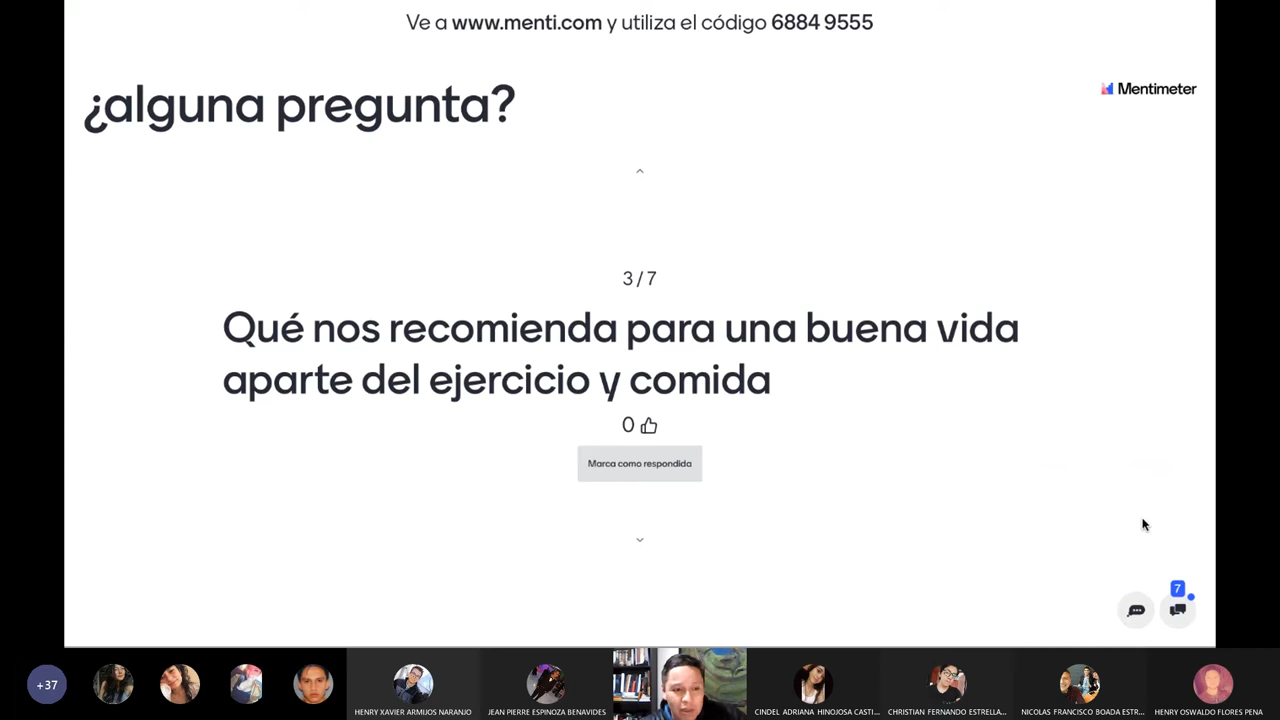 Ve a www.menti.com y utiliza el código 6884 9555
¿alguna pregunta?
Mentimeter
3 / 7
Qué nos recomienda para una buena vida
aparte del ejercicio y comida
0
Marca como respondida
7
+37
HENRY XAVIER ARMIJOS NARANJO
JEAN PIERRE ESPINOZA BENAVIDES
CINDEL ADRIANA HINOJOSA CASTI...
CHRISTIAN FERNANDO ESTRELLA...
NICOLAS FRANCISCO BOADA ESTR...
HENRY OSWALDO FLORES PENA